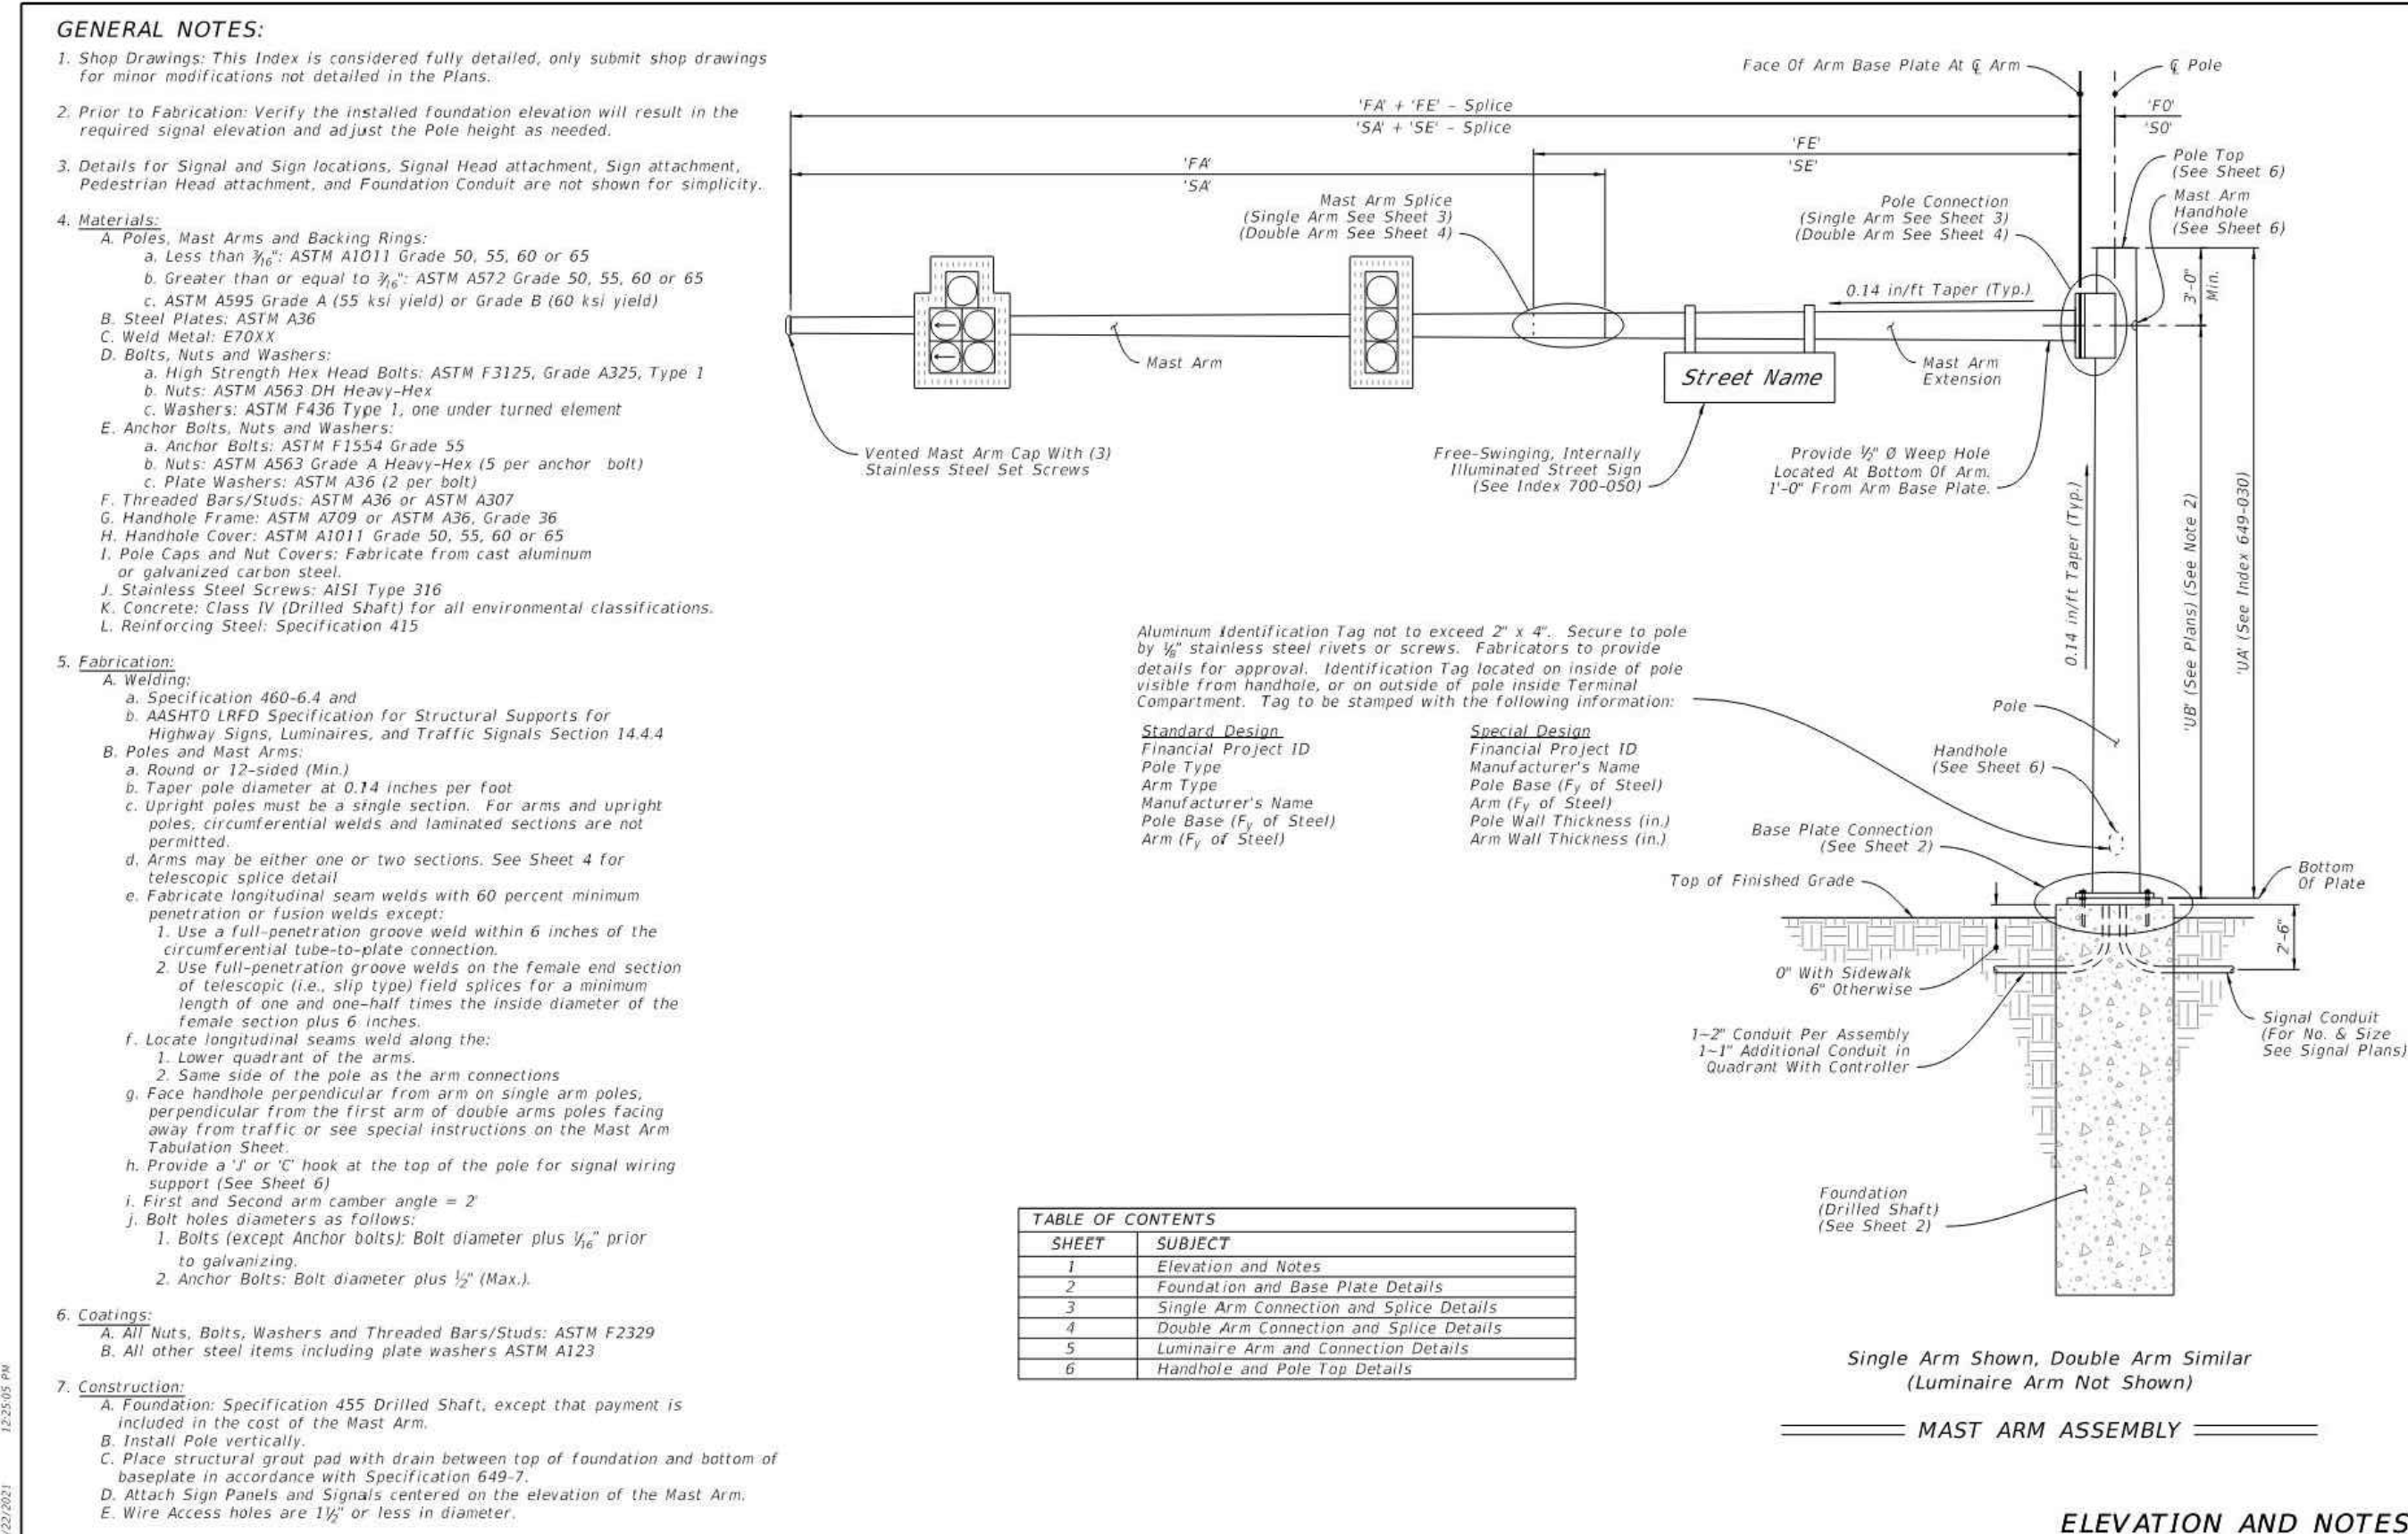 GENERAL NOTES:
1. Shop Drawings: This Index is considered fully detailed, only submit shop drawings
for minor modifications not detailed in the Plans.
2. Prior to Fabrication: Verify the installed foundation elevation will result in the
required signal elevation and adjust the Pole height as needed.
3. Details for Signal and Sign locations, Signal Head attachment, Sign attachment,
Pedestrian Head attachment, and Foundation Conduit are not shown for simplicity.
4. Materials:
A. Poles, Mast Arms and Backing Rings:
a. Less than 3/16": ASTM A1011 Grade 50, 55, 60 or 65
b. Greater than or equal to 3/16": ASTM A572 Grade 50, 55, 60 or 65
c. ASTM A595 Grade A (55 ksi yield) or Grade B (60 ksi yield)
B. Steel Plates: ASTM A36
C. Weld Metal: E70XX
D. Bolts, Nuts and Washers:
a. High Strength Hex Head Bolts: ASTM F3125, Grade A325, Type 1
b. Nuts: ASTM A563 DH Heavy-Hex
c. Washers: ASTM F436 Type 1, one under turned element
E. Anchor Bolts, Nuts and Washers:
a. Anchor Bolts: ASTM F1554 Grade 55
b. Nuts: ASTM A563 Grade A Heavy-Hex (5 per anchor bolt)
c. Plate Washers: ASTM A36 (2 per bolt)
F. Threaded Bars/Studs: ASTM A36 or ASTM A307
G. Handhole Frame: ASTM A709 or ASTM A36, Grade 36
H. Handhole Cover: ASTM A1011 Grade 50, 55, 60 or 65
I. Pole Caps and Nut Covers: Fabricate from cast aluminum
or galvanized carbon steel.
J. Stainless Steel Screws: AISI Type 316
K. Concrete: Class IV (Drilled Shaft) for all environmental classifications.
L. Reinforcing Steel: Specification 415
5. Fabrication:
A. Welding:
a. Specification 460-6.4 and
b. AASHTO LRFD Specification for Structural Supports for
Highway Signs, Luminaires, and Traffic Signals Section 14.4.4
B. Poles and Mast Arms:
a. Round or 12-sided (Min.)
b. Taper pole diameter at 0.14 inches per foot
c. Upright poles must be a single section. For arms and upright
poles, circumferential welds and laminated sections are not
permitted.
d. Arms may be either one or two sections. See Sheet 4 for
telescopic splice detail
e. Fabricate longitudinal seam welds with 60 percent minimum
penetration or fusion welds except:
1. Use a full-penetration groove weld within 6 inches of the
circumferential tube-to-plate connection.
2. Use full-penetration groove welds on the female end section
of telescopic (i.e., slip type) field splices for a minimum
length of one and one-half times the inside diameter of the
female section plus 6 inches.
f. Locate longitudinal seams weld along the:
1. Lower quadrant of the arms.
2. Same side of the pole as the arm connections
g. Face handhole perpendicular from arm on single arm poles,
perpendicular from the first arm of double arms poles facing
away from traffic or see special instructions on the Mast Arm
Tabulation Sheet.
h. Provide a 'J' or 'C' hook at the top of the pole for signal wiring
support (See Sheet 6)
i. First and Second arm camber angle = 2°
j. Bolt holes diameters as follows:
1. Bolts (except Anchor bolts): Bolt diameter plus 1/16" prior
to galvanizing.
2. Anchor Bolts: Bolt diameter plus 1/2" (Max.).
6. Coatings:
A. All Nuts, Bolts, Washers and Threaded Bars/Studs: ASTM F2329
B. All other steel items including plate washers ASTM A123
7. Construction:
A. Foundation: Specification 455 Drilled Shaft, except that payment is
included in the cost of the Mast Arm.
B. Install Pole vertically.
C. Place structural grout pad with drain between top of foundation and bottom of
baseplate in accordance with Specification 649-7.
D. Attach Sign Panels and Signals centered on the elevation of the Mast Arm.
E. Wire Access holes are 1½" or less in diameter.
Face Of Arm Base Plate At ℄ Arm
℄ Pole
'FA' + 'FE' - Splice
'SA' + 'SE' - Splice
'FO'
'SO'
'FE'
'SE'
'FA'
'SA'
Pole Top
(See Sheet 6)
Mast Arm
Handhole
(See Sheet 6)
Mast Arm Splice
(Single Arm See Sheet 3)
(Double Arm See Sheet 4)
Pole Connection
(Single Arm See Sheet 3)
(Double Arm See Sheet 4)
0.14 in/ft Taper (Typ.)
3'-0"
Min.
Mast Arm
Street Name
Mast Arm
Extension
Vented Mast Arm Cap With (3)
Stainless Steel Set Screws
Free-Swinging, Internally
Illuminated Street Sign
(See Index 700-050)
Provide ½" Ø Weep Hole
Located At Bottom Of Arm.
1'-0" From Arm Base Plate.
0.14 in/ft Taper (Typ.)
'UB' (See Plans) (See Note 2)
'UA' (See Index 649-030)
Aluminum Identification Tag not to exceed 2" x 4". Secure to pole
by ⅛" stainless steel rivets or screws. Fabricators to provide
details for approval. Identification Tag located on inside of pole
visible from handhole, or on outside of pole inside Terminal
Compartment. Tag to be stamped with the following information:
Standard Design
Financial Project ID
Pole Type
Arm Type
Manufacturer's Name
Pole Base (Fy of Steel)
Arm (Fy of Steel)
Special Design
Financial Project ID
Manufacturer's Name
Pole Base (Fy of Steel)
Arm (Fy of Steel)
Pole Wall Thickness (in.)
Arm Wall Thickness (in.)
Pole
Handhole
(See Sheet 6)
Base Plate Connection
(See Sheet 2)
Top of Finished Grade
Bottom
Of Plate
2'-6"
0" With Sidewalk
6" Otherwise
1~2" Conduit Per Assembly
1~1" Additional Conduit in
Quadrant With Controller
Signal Conduit
(For No. & Size
See Signal Plans)
Foundation
(Drilled Shaft)
(See Sheet 2)
TABLE OF CONTENTS
SHEET SUBJECT
1 Elevation and Notes
2 Foundation and Base Plate Details
3 Single Arm Connection and Splice Details
4 Double Arm Connection and Splice Details
5 Luminaire Arm and Connection Details
6 Handhole and Pole Top Details
Single Arm Shown, Double Arm Similar
(Luminaire Arm Not Shown)
MAST ARM ASSEMBLY
ELEVATION AND NOTES
12:25:05 PM
/22/2021